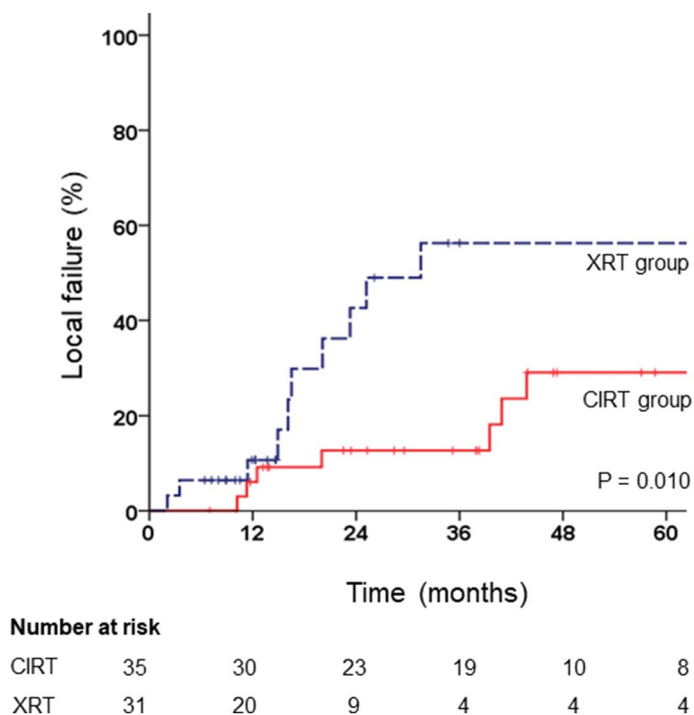 100
80
Local failure (%)
60
XRT group
40
CIRT group
20
P = 0.010
0
0 12 24 36 48 60
Time (months)
Number at risk
CIRT 35 30 23 19 10 8
XRT 31 20 9 4 4 4